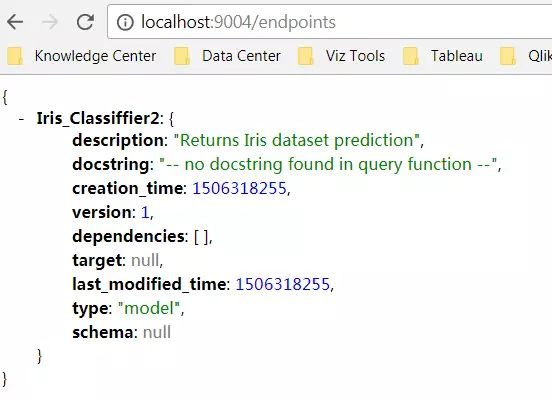 localhost:9004/endpoints
Knowledge Center Data Center Viz Tools Tableau Qlik
{
- Iris_Classiffier2: {
description: "Returns Iris dataset prediction",
docstring: "-- no docstring found in query function --",
creation_time: 1506318255,
version: 1,
dependencies: [ ],
target: null,
last_modified_time: 1506318255,
type: "model",
schema: null
}
}